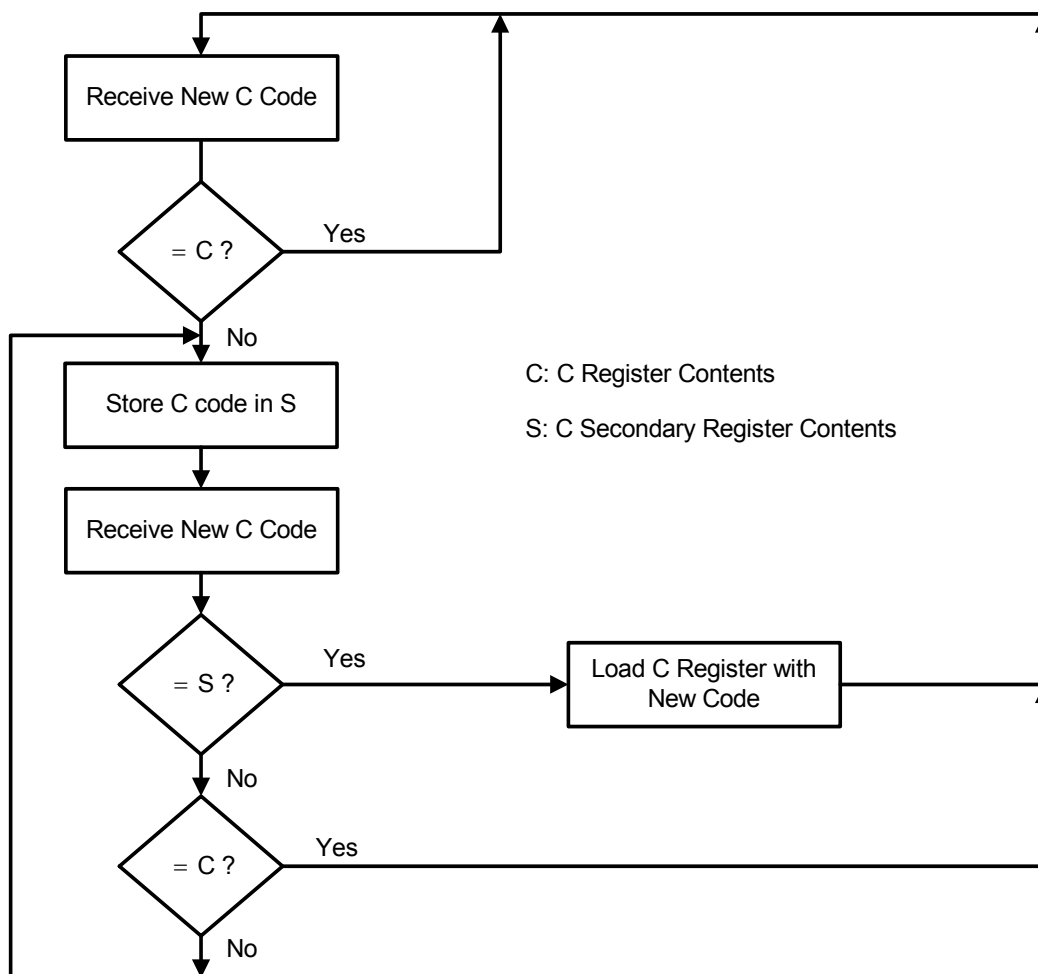 Receive New C Code
= C ?
Yes
No
C: C Register Contents
Store C code in S
S: C Secondary Register Contents
Receive New C Code
= S ?
Yes
Load C Register with
New Code
No
= C ?
Yes
No